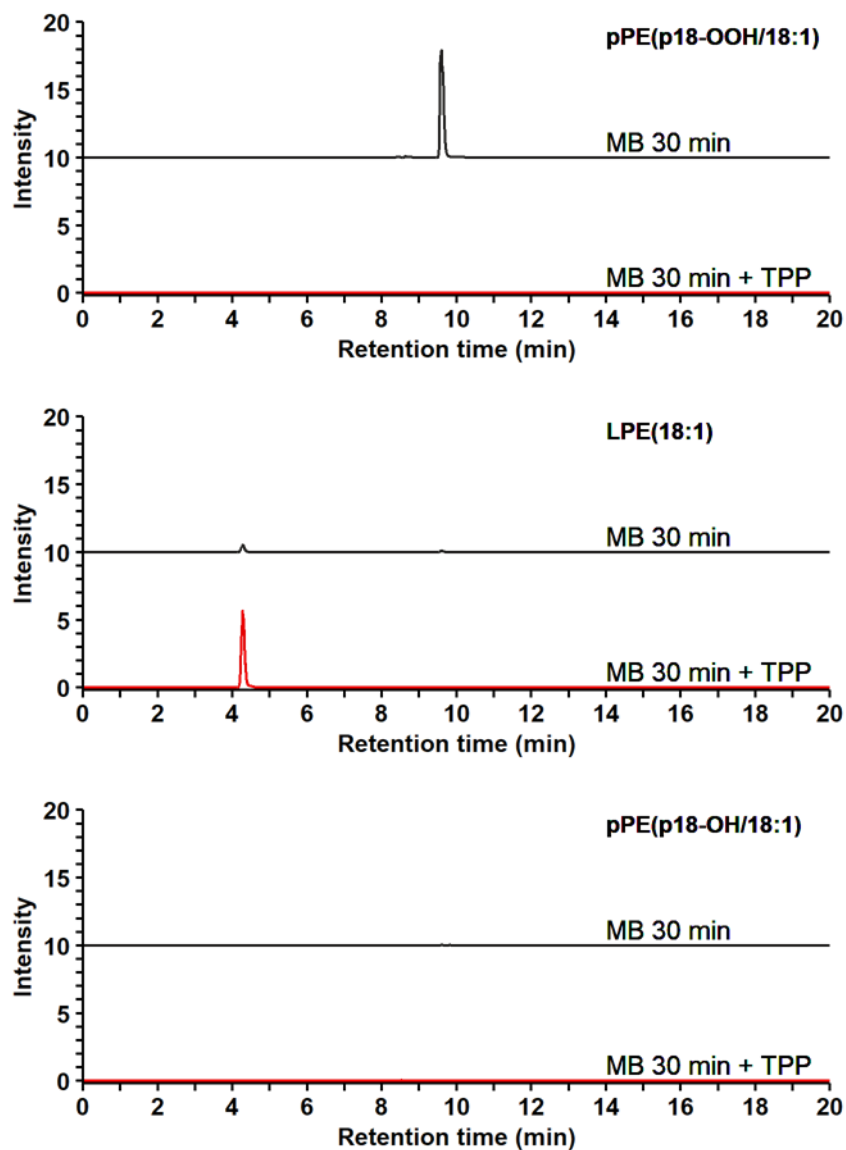 20
pPE(p18-OOH/18:1)
15
MB 30 min
10
5
MB 30 min + TPP
0
0 2 4 6 8 10 12 14 16 18 20
Intensity
Retention time (min)
20
LPE(18:1)
15
MB 30 min
10
5
MB 30 min + TPP
0
0 2 4 6 8 10 12 14 16 18 20
Intensity
Retention time (min)
20
pPE(p18-OH/18:1)
15
MB 30 min
10
5
MB 30 min + TPP
0
0 2 4 6 8 10 12 14 16 18 20
Intensity
Retention time (min)